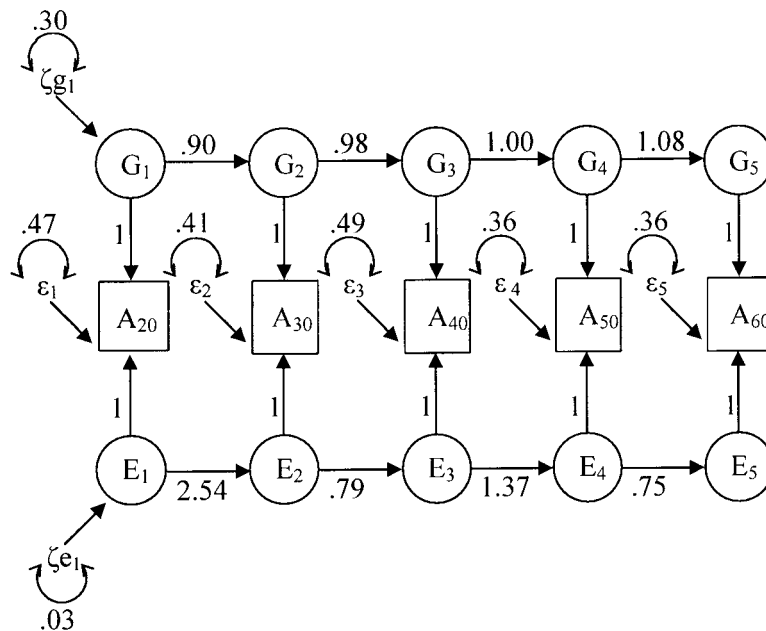 .30
ζg₁
G₁ .90 G₂ .98 G₃ 1.00 G₄ 1.08 G₅
.47 .41 .49 .36 .36
1 1 1 1 1
ε₁ ε₂ ε₃ ε₄ ε₅
A₂₀ A₃₀ A₄₀ A₅₀ A₆₀
1 1 1 1 1
E₁ E₂ E₃ E₄ E₅
2.54 .79 1.37 .75
ζe₁
.03